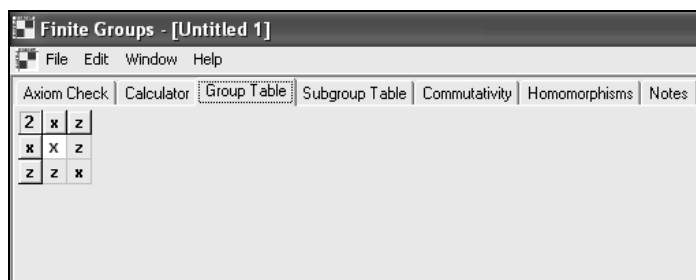 Finite Groups - [Untitled 1]
File Edit Window Help
Axiom Check Calculator Group Table Subgroup Table Commutativity Homomorphisms Notes
2 x z
x x z
z z x